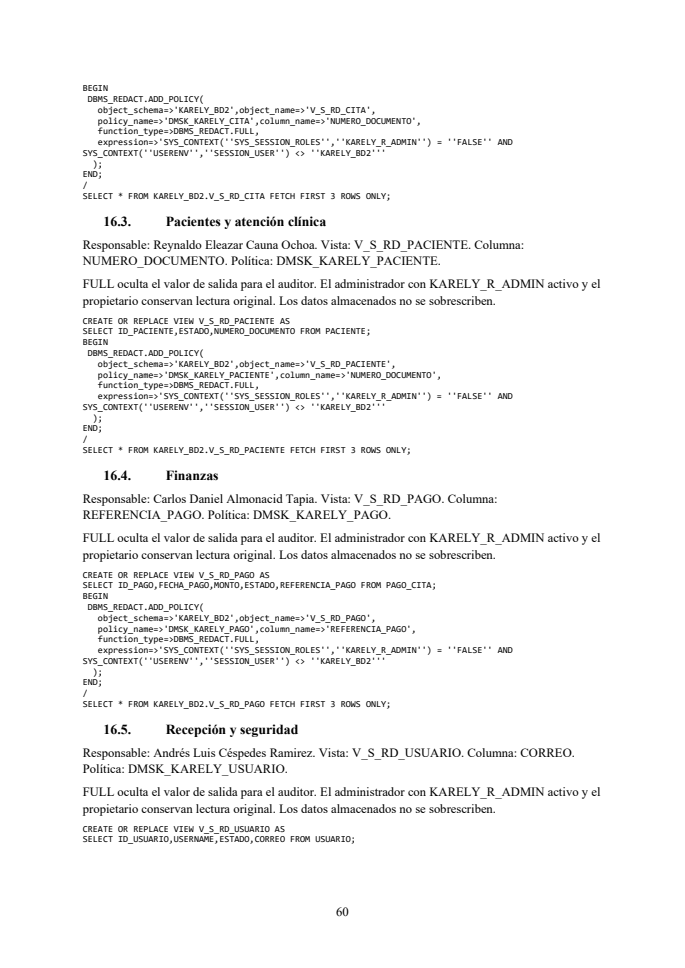 BEGIN
DBMS_REDACT.ADD_POLICY(
object_schema=>'KARELY_BD2',object_name=>'V_S_RD_CITA',
policy_name=>'DMSK_KARELY_CITA',column_name=>'NUMERO_DOCUMENTO',
function_type=>DBMS_REDACT.FULL,
expression=>'SYS_CONTEXT(''SYS_SESSION_ROLES'',''KARELY_R_ADMIN'') = ''FALSE'' AND
SYS_CONTEXT(''USERENV'',''SESSION_USER'') <> ''KARELY_BD2'''
);
END;
/
SELECT * FROM KARELY_BD2.V_S_RD_CITA FETCH FIRST 3 ROWS ONLY;
16.3. Pacientes y atención clínica
Responsable: Reynaldo Eleazar Cauna Ochoa. Vista: V_S_RD_PACIENTE. Columna:
NUMERO_DOCUMENTO. Política: DMSK_KARELY_PACIENTE.
FULL oculta el valor de salida para el auditor. El administrador con KARELY_R_ADMIN activo y el
propietario conservan lectura original. Los datos almacenados no se sobrescriben.
CREATE OR REPLACE VIEW V_S_RD_PACIENTE AS
SELECT ID_PACIENTE,ESTADO,NUMERO_DOCUMENTO FROM PACIENTE;
BEGIN
DBMS_REDACT.ADD_POLICY(
object_schema=>'KARELY_BD2',object_name=>'V_S_RD_PACIENTE',
policy_name=>'DMSK_KARELY_PACIENTE',column_name=>'NUMERO_DOCUMENTO',
function_type=>DBMS_REDACT.FULL,
expression=>'SYS_CONTEXT(''SYS_SESSION_ROLES'',''KARELY_R_ADMIN'') = ''FALSE'' AND
SYS_CONTEXT(''USERENV'',''SESSION_USER'') <> ''KARELY_BD2'''
);
END;
/
SELECT * FROM KARELY_BD2.V_S_RD_PACIENTE FETCH FIRST 3 ROWS ONLY;
16.4. Finanzas
Responsable: Carlos Daniel Almonacid Tapia. Vista: V_S_RD_PAGO. Columna:
REFERENCIA_PAGO. Política: DMSK_KARELY_PAGO.
FULL oculta el valor de salida para el auditor. El administrador con KARELY_R_ADMIN activo y el
propietario conservan lectura original. Los datos almacenados no se sobrescriben.
CREATE OR REPLACE VIEW V_S_RD_PAGO AS
SELECT ID_PAGO,FECHA_PAGO,MONTO,ESTADO,REFERENCIA_PAGO FROM PAGO_CITA;
BEGIN
DBMS_REDACT.ADD_POLICY(
object_schema=>'KARELY_BD2',object_name=>'V_S_RD_PAGO',
policy_name=>'DMSK_KARELY_PAGO',column_name=>'REFERENCIA_PAGO',
function_type=>DBMS_REDACT.FULL,
expression=>'SYS_CONTEXT(''SYS_SESSION_ROLES'',''KARELY_R_ADMIN'') = ''FALSE'' AND
SYS_CONTEXT(''USERENV'',''SESSION_USER'') <> ''KARELY_BD2'''
);
END;
/
SELECT * FROM KARELY_BD2.V_S_RD_PAGO FETCH FIRST 3 ROWS ONLY;
16.5. Recepción y seguridad
Responsable: Andrés Luis Céspedes Ramirez. Vista: V_S_RD_USUARIO. Columna: CORREO.
Política: DMSK_KARELY_USUARIO.
FULL oculta el valor de salida para el auditor. El administrador con KARELY_R_ADMIN activo y el
propietario conservan lectura original. Los datos almacenados no se sobrescriben.
CREATE OR REPLACE VIEW V_S_RD_USUARIO AS
SELECT ID_USUARIO,USERNAME,ESTADO,CORREO FROM USUARIO;
60